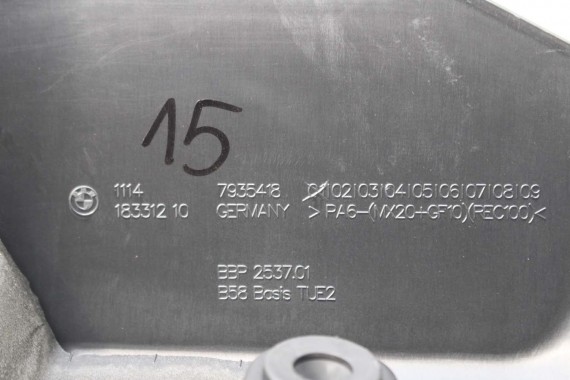 15
1114 7935418 01|02|03|04|05|06|07|08|09
183312 10 GERMANY >PA6-(MX20+GF10)(REC100)<
BBP 2537.01
B58 Basis TUE2